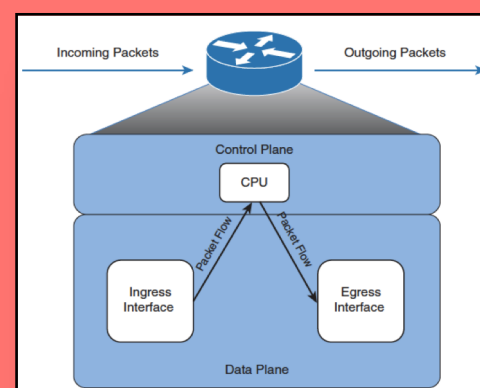 Incoming Packets
Outgoing Packets
Control Plane
CPU
Packet Flow
Packet Flow
Ingress
Interface
Egress
Interface
Data Plane